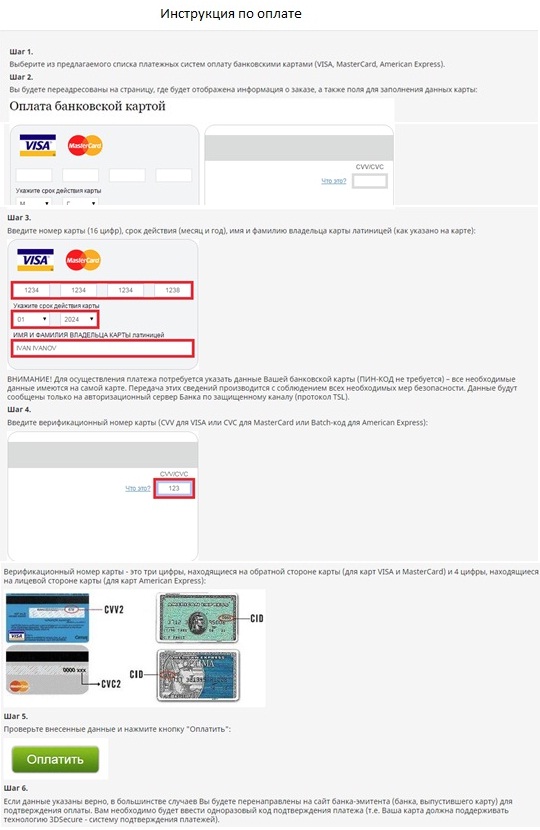 Инструкция по оплате
Шаг 1.
Выберите из предлагаемого списка платежных систем оплату банковскими картами (VISA, MasterCard, American Express).
Шаг 2.
Вы будете переадресованы на страницу, где будет отображена информация о заказе, а также поля для заполнения данных карты:
Оплата банковской картой
VISA MasterCard
CVV/CVC
Что это?
Укажите срок действия карты
Шаг 3.
Введите номер карты (16 цифр), срок действия (месяц и год), имя и фамилию владельца карты латиницей (как указано на карте):
VISA MasterCard
1234 1234 1234 1238
Укажите срок действия карты
01 2024
ИМЯ И ФАМИЛИЯ ВЛАДЕЛЬЦА КАРТЫ латиницей
IVAN IVANOV
ВНИМАНИЕ! Для осуществления платежа потребуется указать данные Вашей банковской карты (ПИН-КОД не требуется) – все необходимые
данные имеются на самой карте. Передача этих сведений производится с соблюдением всех необходимых мер безопасности. Данные будут
сообщены только на авторизационный сервер Банка по защищенному каналу (протокол TSL).
Шаг 4.
Введите верификационный номер карты (CVV для VISA или CVC для MasterCard или Batch-код для American Express):
CVV/CVC
Что это? 123
Верификационный номер карты - это три цифры, находящиеся на обратной стороне карты (для карт VISA и MasterCard) и 4 цифры, находящиеся
на лицевой стороне карты (для карт American Express):
CVV2
AMERICAN EXPRESS
CID
VISA
0000 xxx
CVC2
CID
OPTIMA
Шаг 5.
Проверьте внесенные данные и нажмите кнопку "Оплатить":
Оплатить
Шаг 6.
Если данные указаны верно, в большинстве случаев Вы будете перенаправлены на сайт банка-эмитента (банка, выпустившего карту) для
подтверждения оплаты. Вам необходимо будет ввести одноразовый код подтверждения платежа (т.е. Ваша карта должна поддерживать
технологию 3DSecure - систему подтверждения платежей).